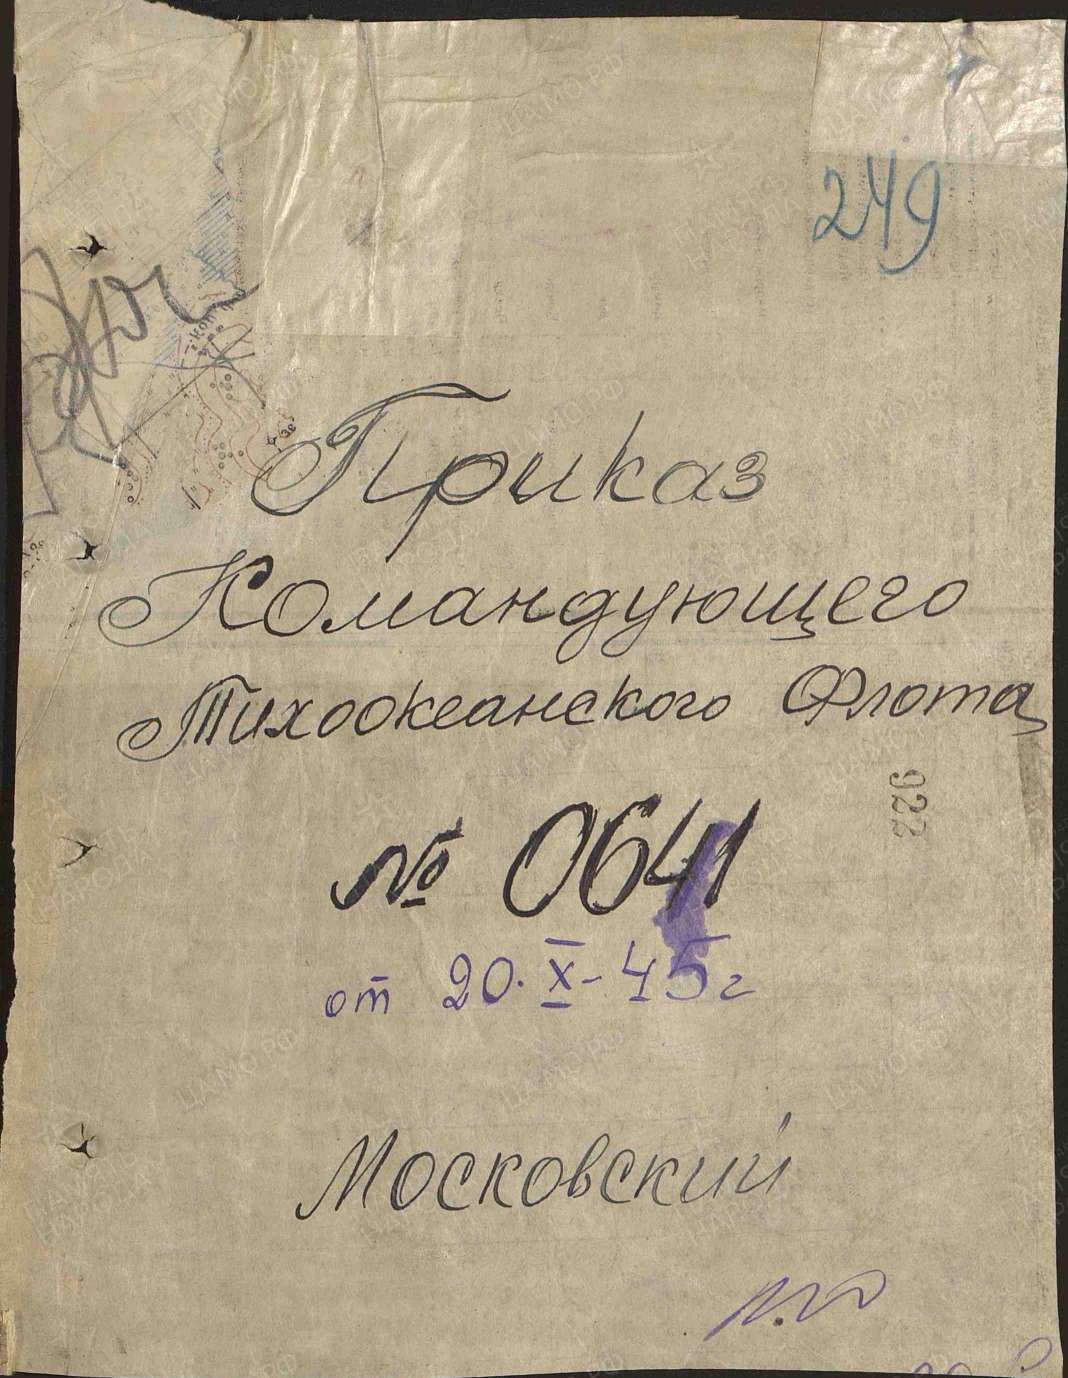 249
Приказ
Командующего
Тихоокеанского Флота
922
№ 0641
от 20.X-45г
Московский